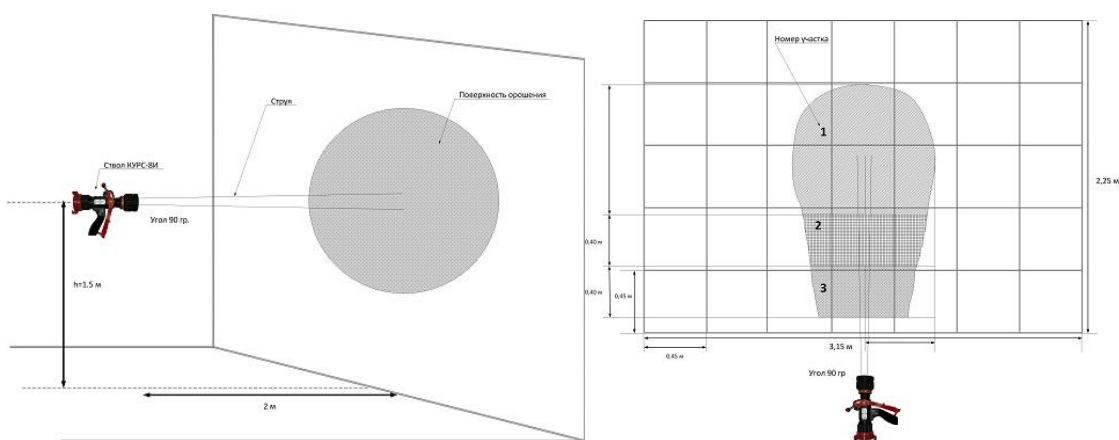 Струя
Поверхность орошения
Ствол КУРС-8И
Угол 90 гр.
h=1.5 м
2 м
Номер участка
1
2
3
0,40 м
0,40 м
0,45 м
2,25 м
3,15 м
0,45 м
Угол 90 гр